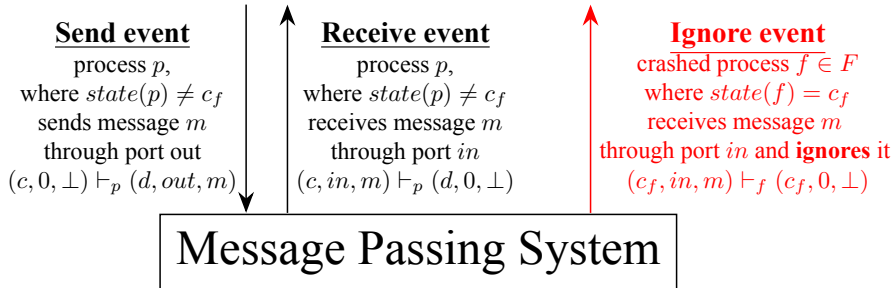 Send event
process p,
where state(p) ≠ c_f
sends message m
through port out
(c, 0, ⊥) ⊢_p (d, out, m)
Receive event
process p,
where state(p) ≠ c_f
receives message m
through port in
(c, in, m) ⊢_p (d, 0, ⊥)
Ignore event
crashed process f ∈ F
where state(f) = c_f
receives message m
through port in and ignores it
(c_f, in, m) ⊢_f (c_f, 0, ⊥)
Message Passing System